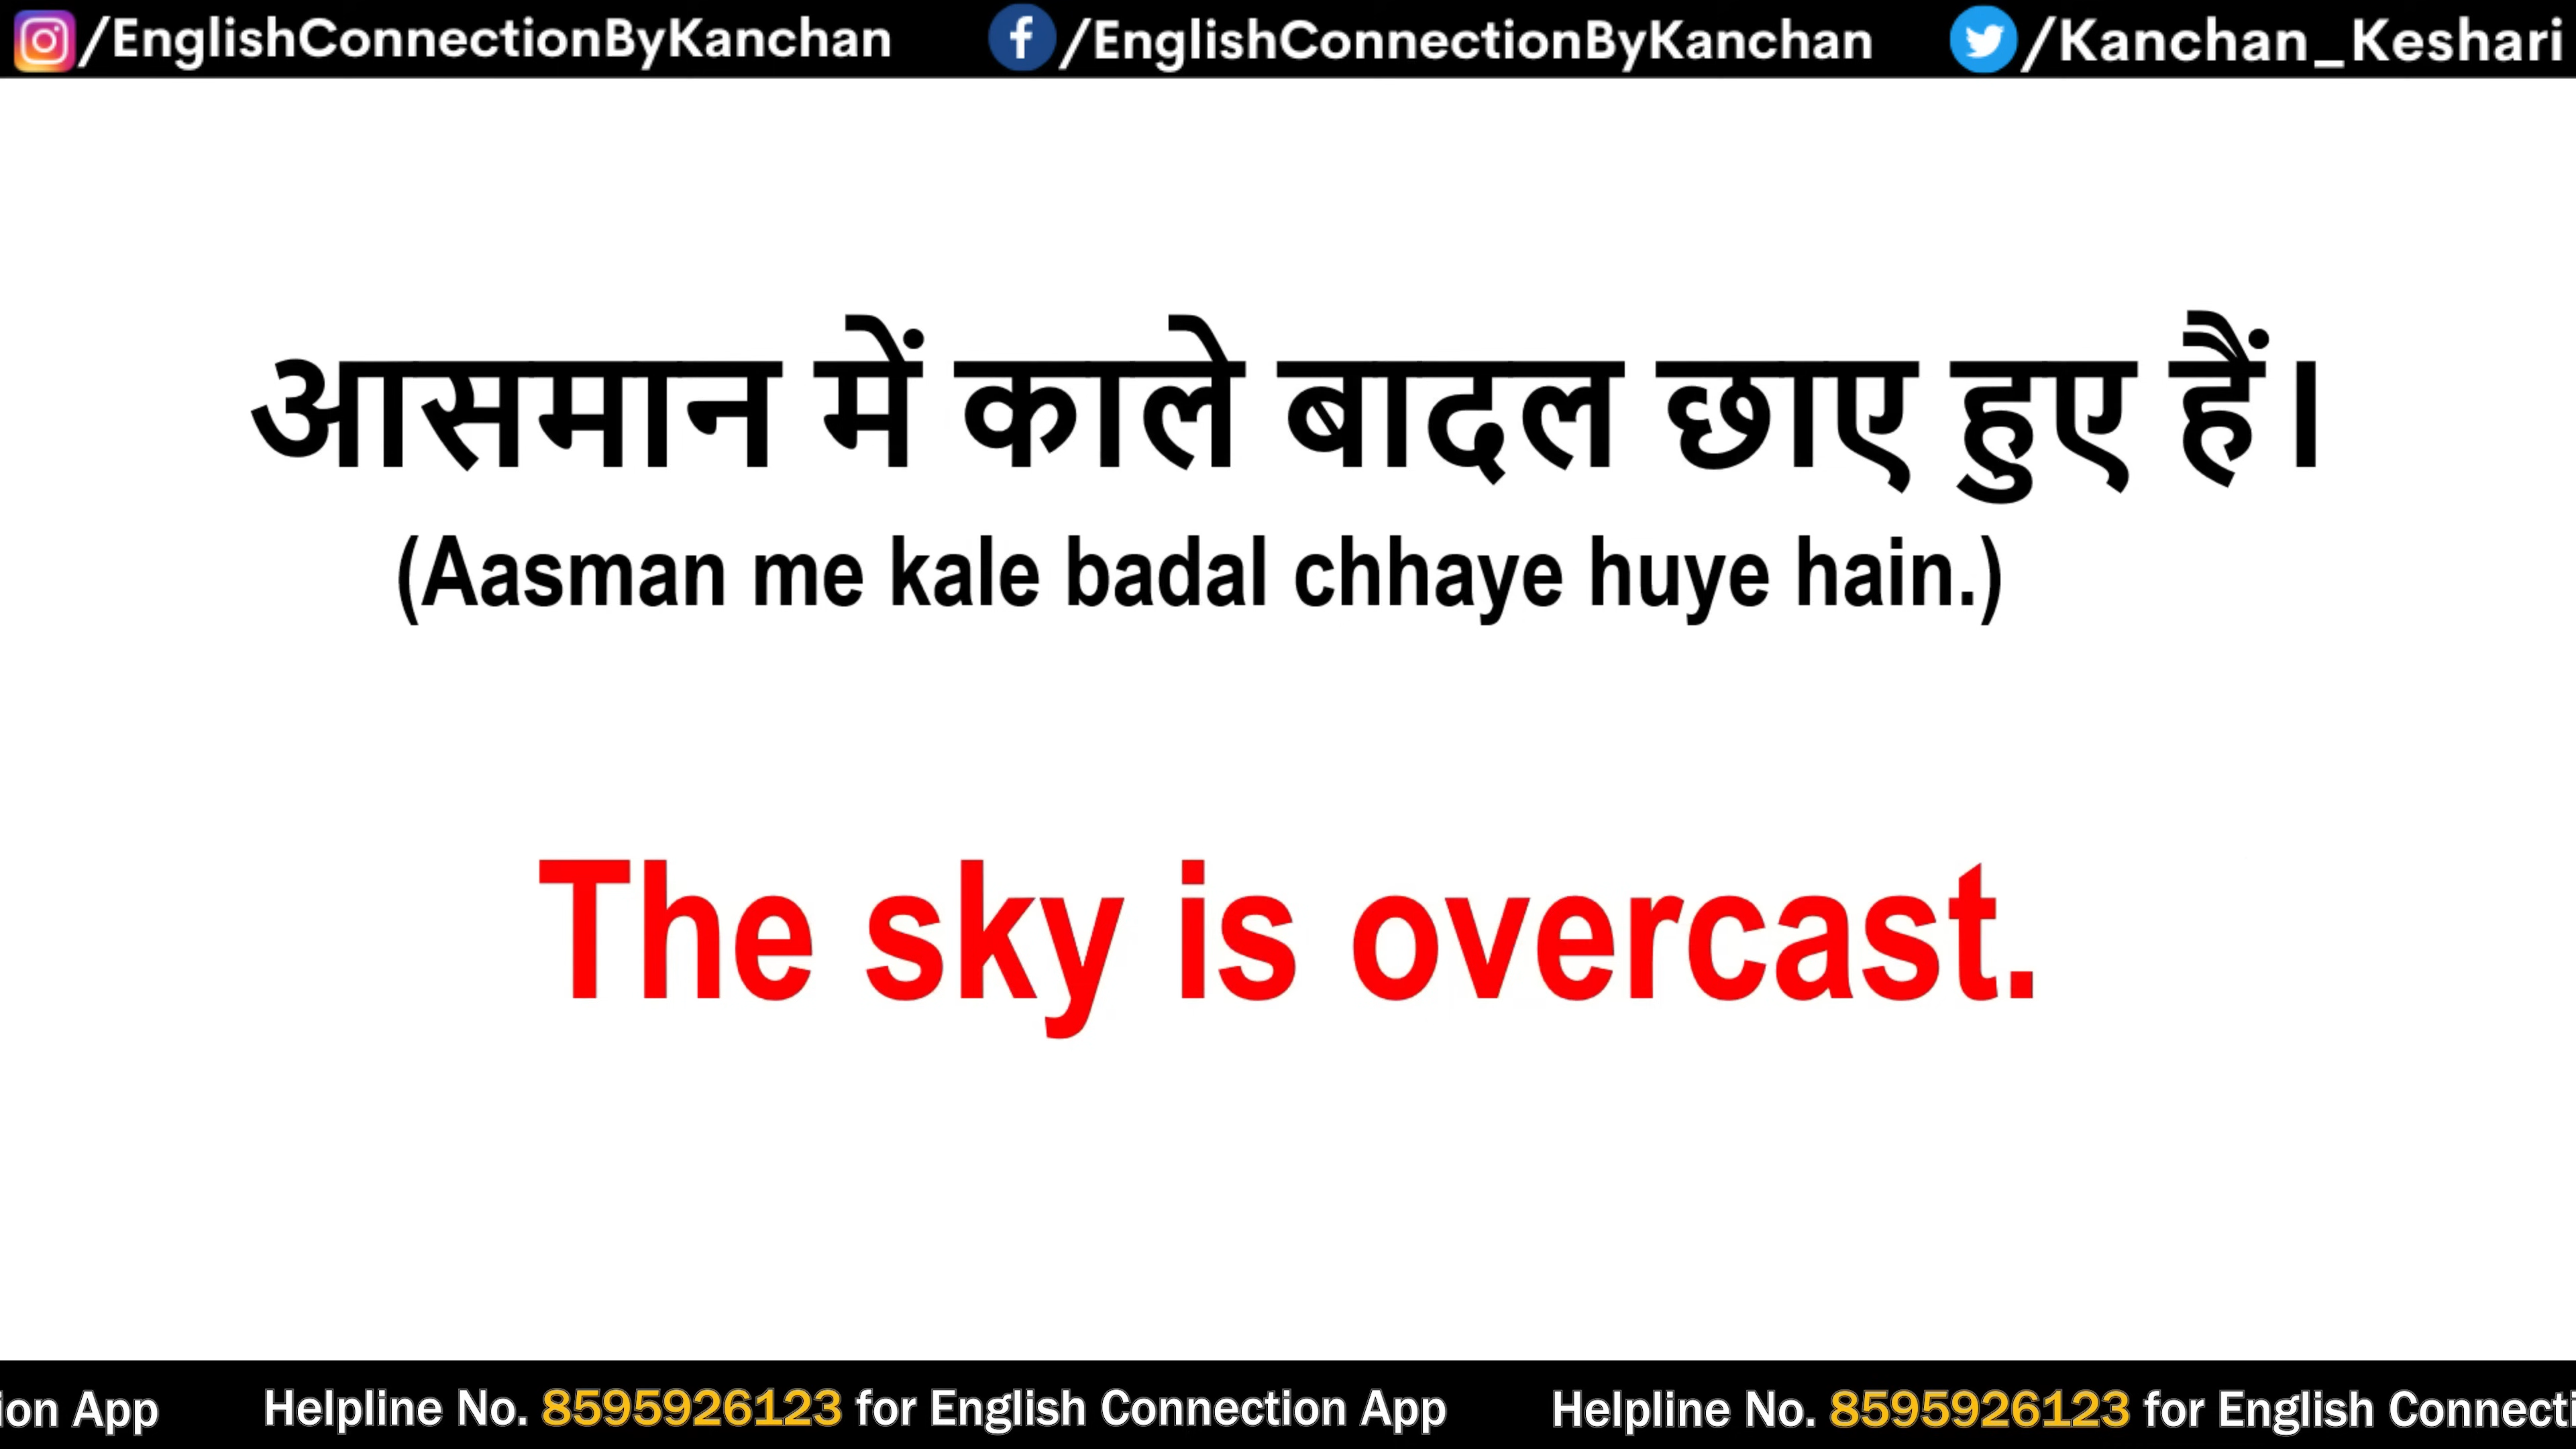 /EnglishConnectionByKanchan /EnglishConnectionByKanchan /Kanchan_Keshari
आसमान में काले बादल छाए हुए हैं।
(Aasman me kale badal chhaye huye hain.)
The sky is overcast.
ion App Helpline No. 8595926123 for English Connection App Helpline No. 8595926123 for English Connecti